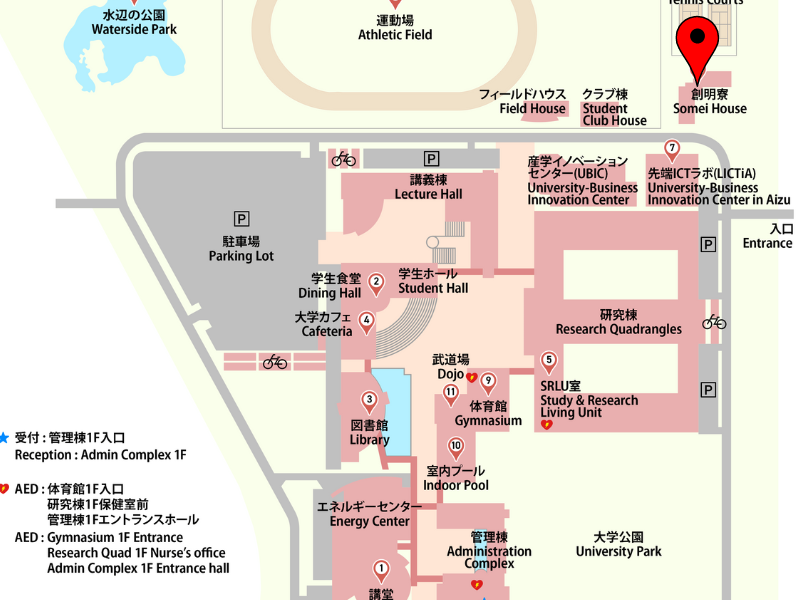 Tennis Courts
水辺の公園
Waterside Park
運動場
Athletic Field
フィールドハウス
Field House
クラブ棟
Student
Club House
創明寮
Somei House
P
講義棟
Lecture Hall
産学イノベーション
センター(UBIC)
University-Business
Innovation Center
7
先端ICTラボ(LICTiA)
University-Business
Innovation Center in Aizu
入口
Entrance
P
P
駐車場
Parking Lot
学生食堂
Dining Hall
2
学生ホール
Student Hall
大学カフェ
Cafeteria
4
研究棟
Research Quadrangles
武道場
Dojo
11
9
体育館
Gymnasium
5
SRLU室
Study & Research
Living Unit
P
3
図書館
Library
10
室内プール
Indoor Pool
受付：管理棟1F入口
Reception : Admin Complex 1F
AED：体育館1F入口
研究棟1F保健室前
管理棟1Fエントランスホール
AED : Gymnasium 1F Entrance
Research Quad 1F Nurse's office
Admin Complex 1F Entrance hall
エネルギーセンター
Energy Center
管理棟
Administration
Complex
大学公園
University Park
1
講堂